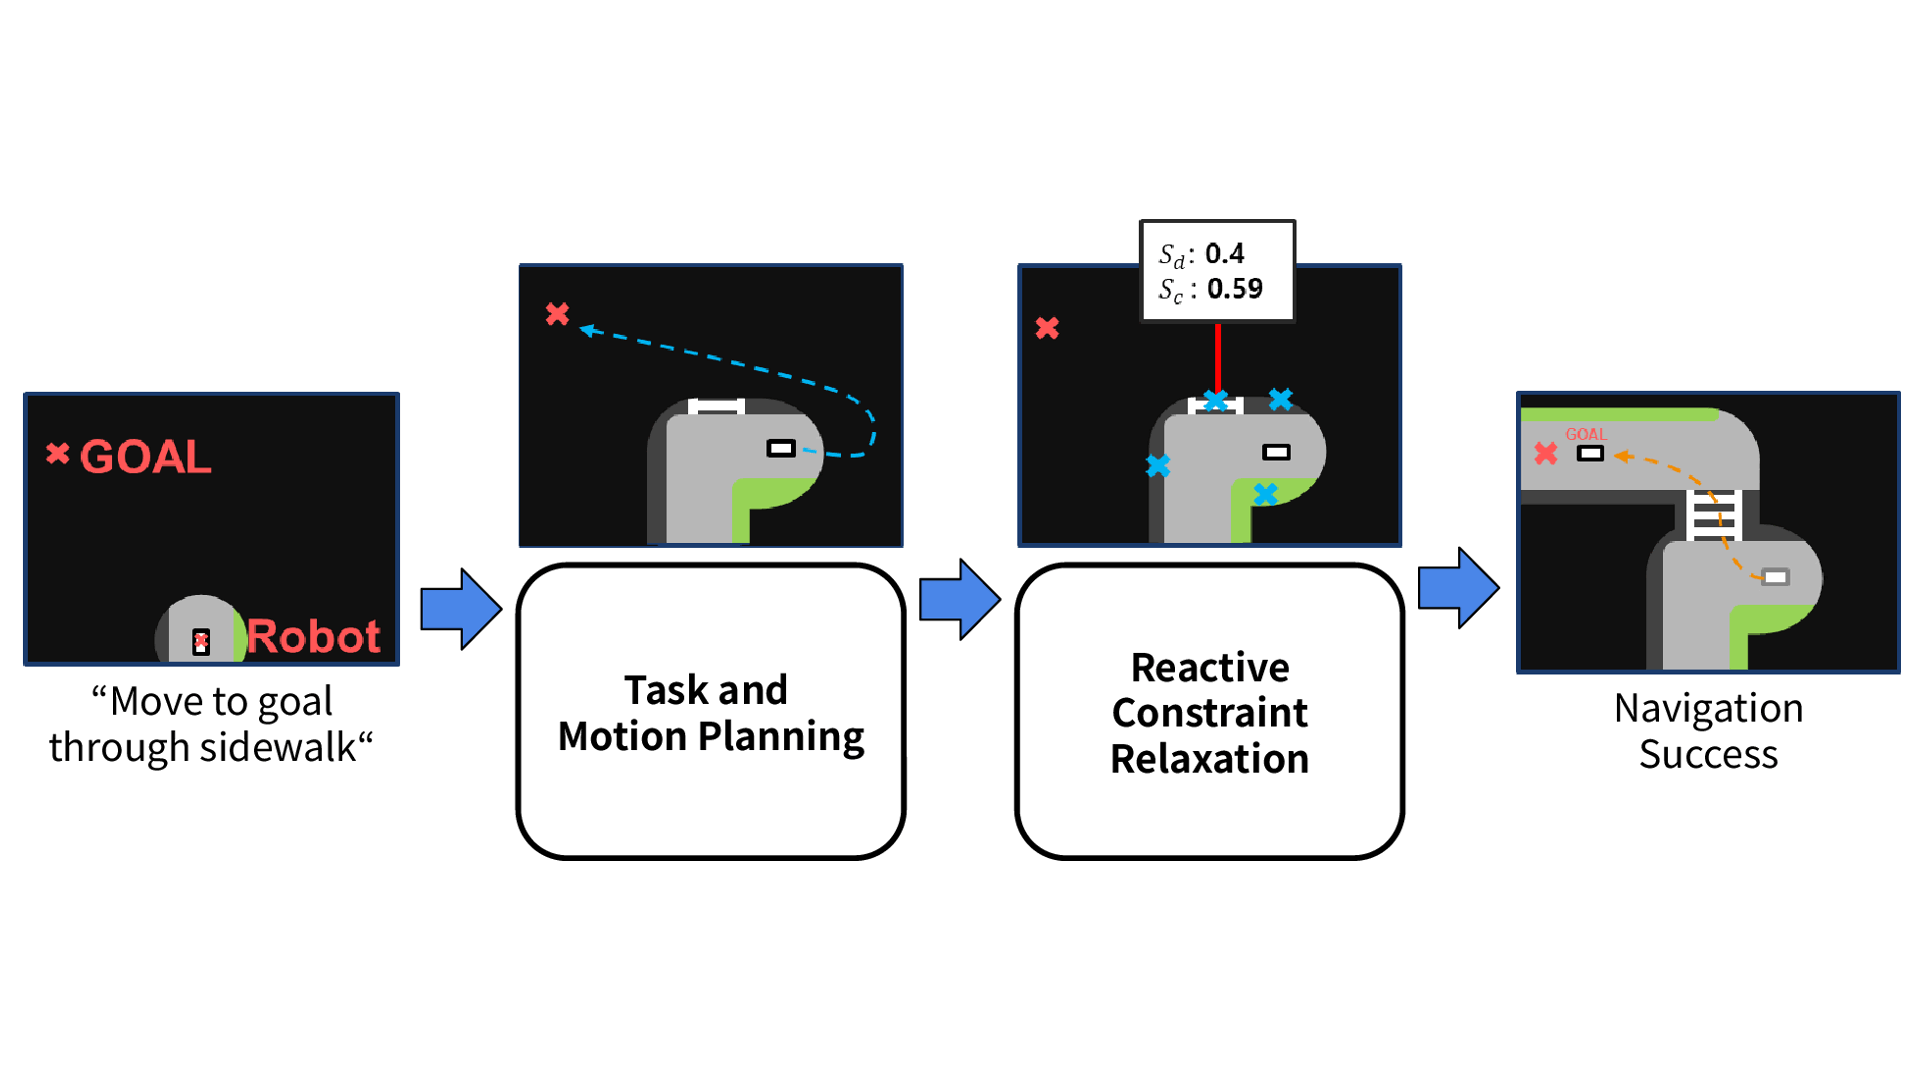 GOAL
Robot
“Move to goal
through sidewalk“
Task and
Motion Planning
S_d: 0.4
S_c: 0.59
Reactive
Constraint
Relaxation
GOAL
Navigation
Success